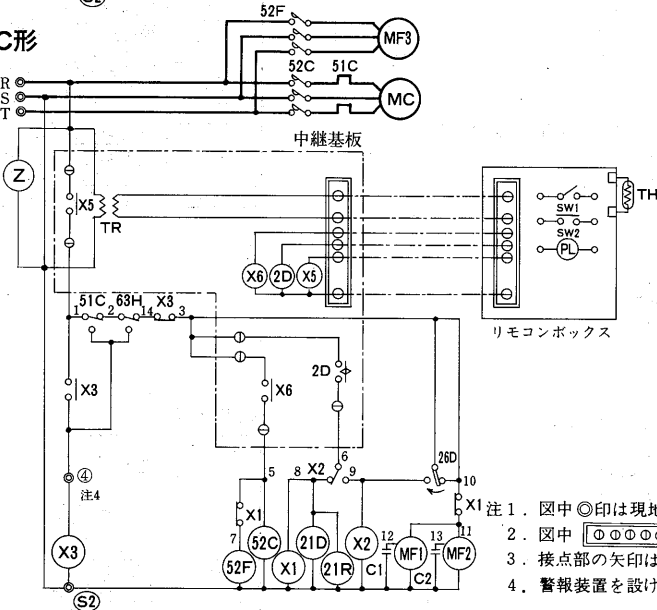 S2
C形
52F
MF3
52C 51C
R
S
T
MC
中継基板
Z
X5
TR
TH
SW1
SW2
PL
X6 2D X5
リモコンボックス
51C 63H X3
1 2 14 3
X3
X6
2D
④
注4
5
6
X2
8 9
26D
10
X1
7
X1
11
12 13
X3
52F
52C
X1
21D
21R
X2
C1
MF1
C2
MF2
S2
注1. 図中◎印は現地
2. 図中
3. 接点部の矢印は
4. 警報装置を設け